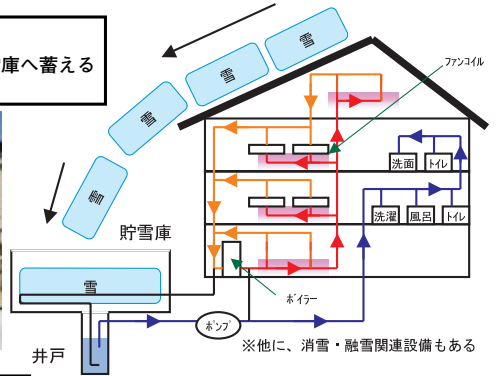 庫へ蓄える
雪
雪
雪
雪
ﾌｧﾝｺｲﾙ
洗面
ﾄｲﾚ
洗濯
風呂
ﾄｲﾚ
貯雪庫
雪
ﾎﾞｲﾗｰ
ﾎﾟﾝﾌﾟ
井戸
※他に、消雪・融雪関連設備もある